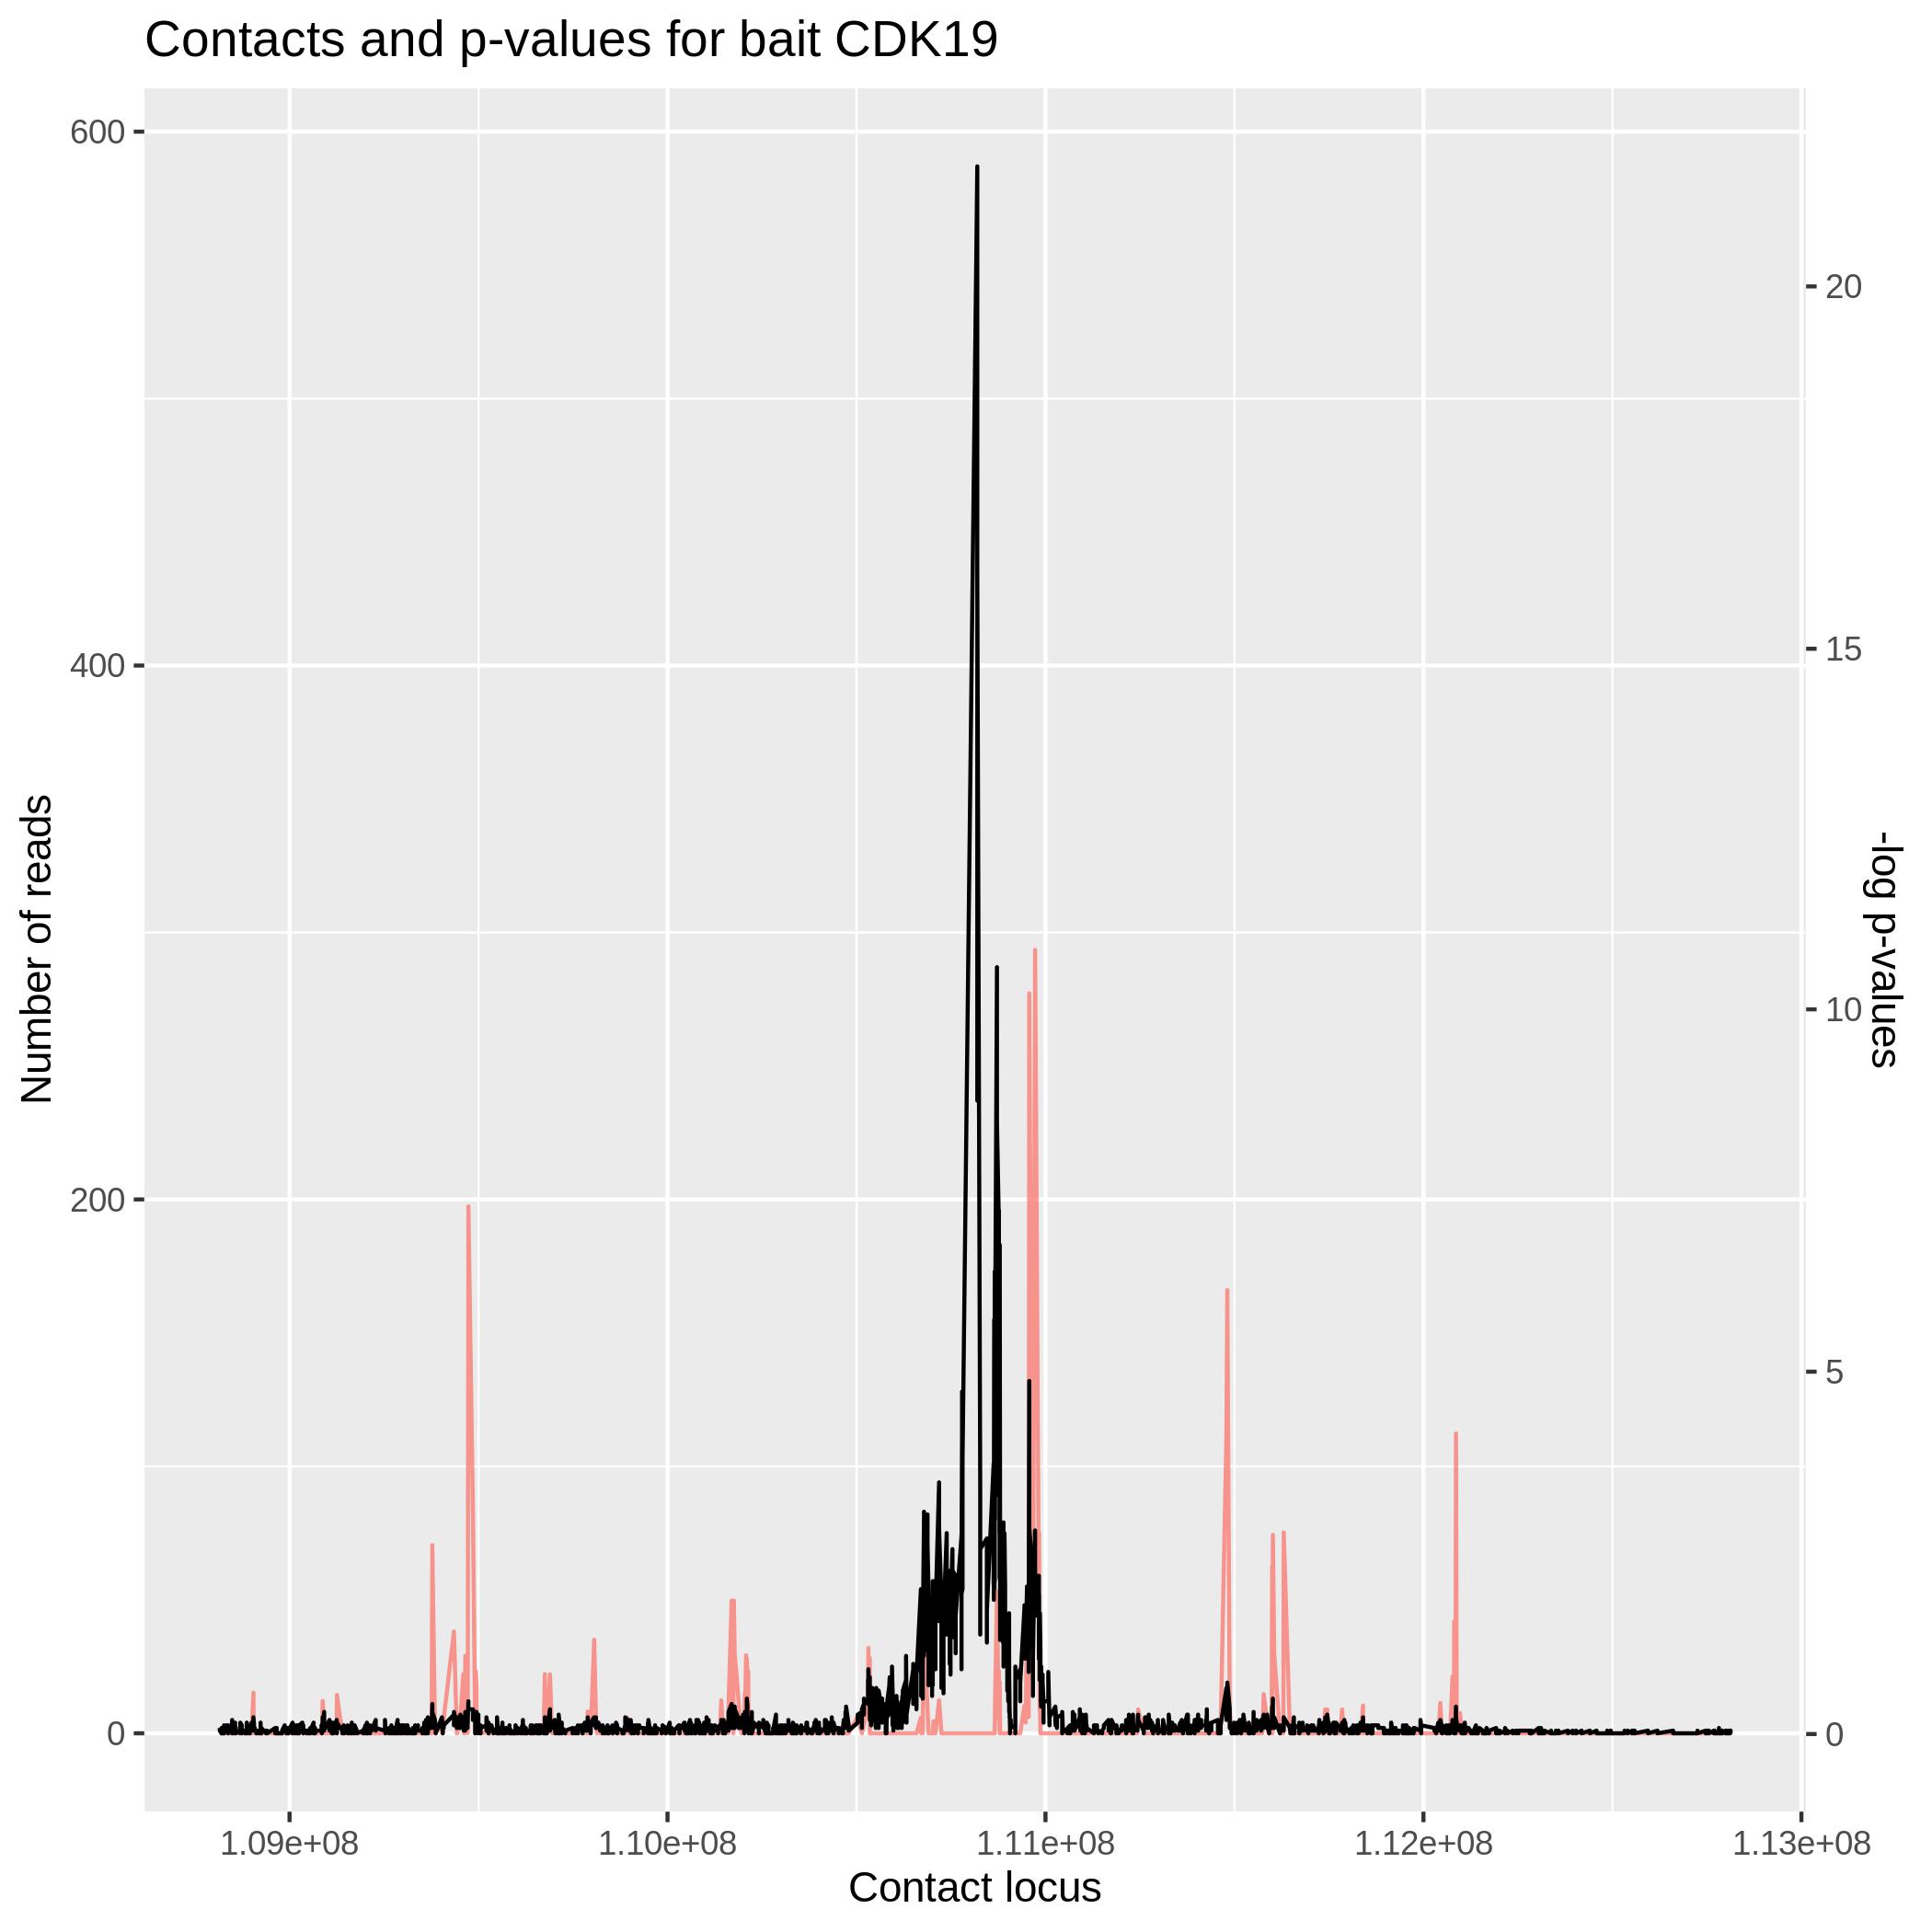 Contacts and p-values for bait CDK19
600
400
200
0
Number of reads
20
15
10
5
0
-log p-values
1.09e+08 1.10e+08 1.11e+08 1.12e+08 1.13e+08
Contact locus